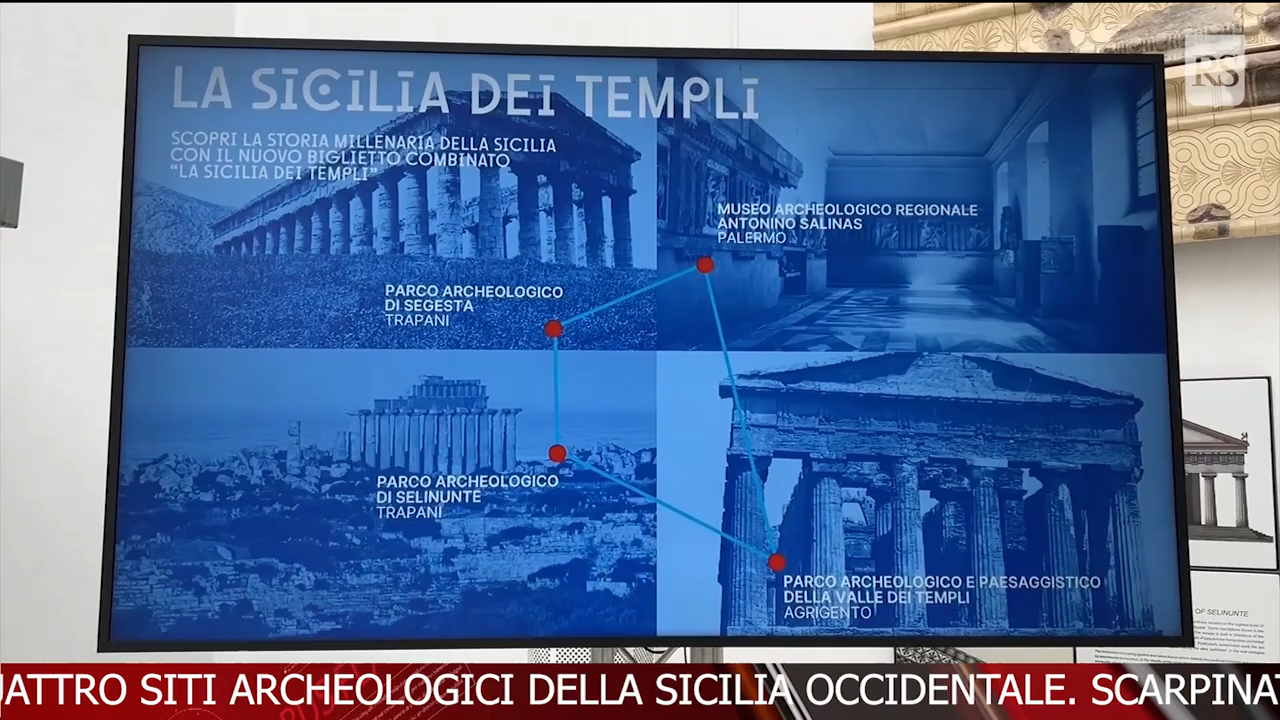 LA SICILIA DEI TEMPLI
SCOPRI LA STORIA MILLENARIA DELLA SICILIA
CON IL NUOVO BIGLIETTO COMBINATO
“LA SICILIA DEI TEMPLI”
RS
MUSEO ARCHEOLOGICO REGIONALE
ANTONINO SALINAS
PALERMO
PARCO ARCHEOLOGICO
DI SEGESTA
TRAPANI
PARCO ARCHEOLOGICO
DI SELINUNTE
TRAPANI
PARCO ARCHEOLOGICO E PAESAGGISTICO
DELLA VALLE DEI TEMPLI
AGRIGENTO
OF SELINUNTE
UATTRO SITI ARCHEOLOGICI DELLA SICILIA OCCIDENTALE. SCARPINAT